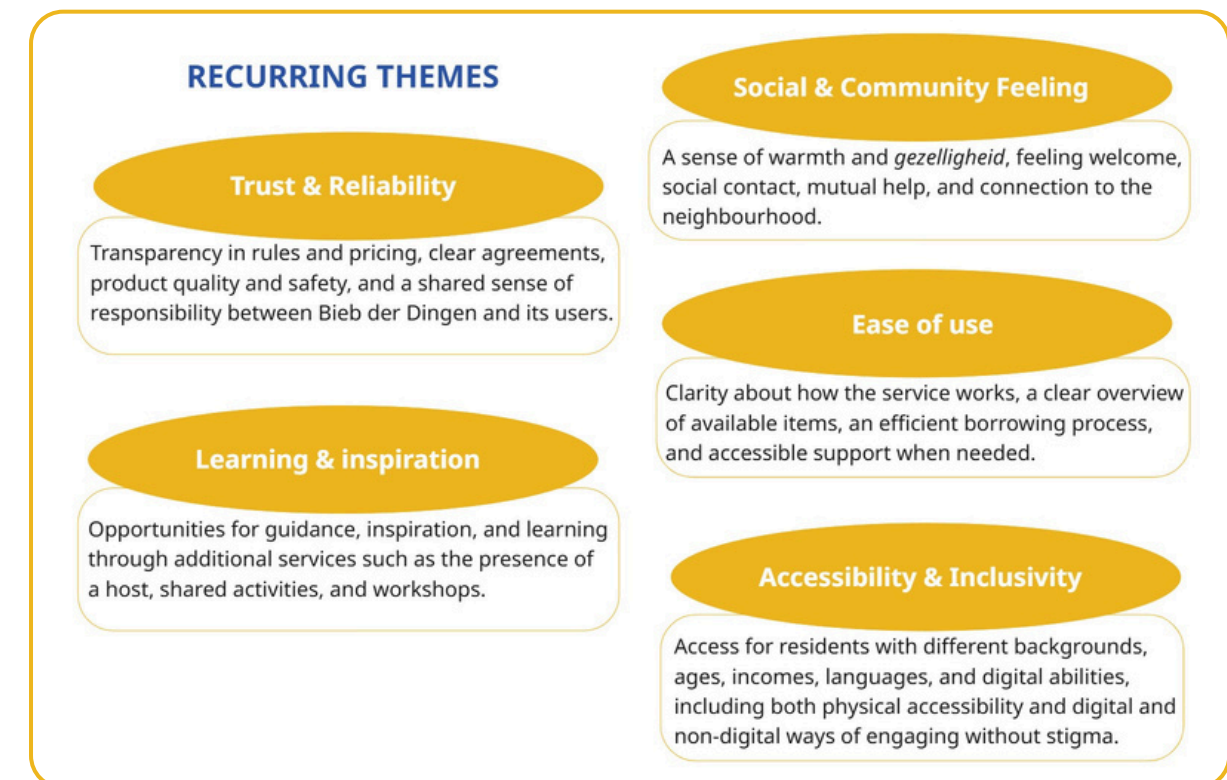 RECURRING THEMES
Trust & Reliability
Transparency in rules and pricing, clear agreements,
product quality and safety, and a shared sense of
responsibility between Bieb der Dingen and its users.
Learning & inspiration
Opportunities for guidance, inspiration, and learning
through additional services such as the presence of
a host, shared activities, and workshops.
Social & Community Feeling
A sense of warmth and gezelligheid, feeling welcome,
social contact, mutual help, and connection to the
neighbourhood.
Ease of use
Clarity about how the service works, a clear overview
of available items, an efficient borrowing process,
and accessible support when needed.
Accessibility & Inclusivity
Access for residents with different backgrounds,
ages, incomes, languages, and digital abilities,
including both physical accessibility and digital and
non-digital ways of engaging without stigma.